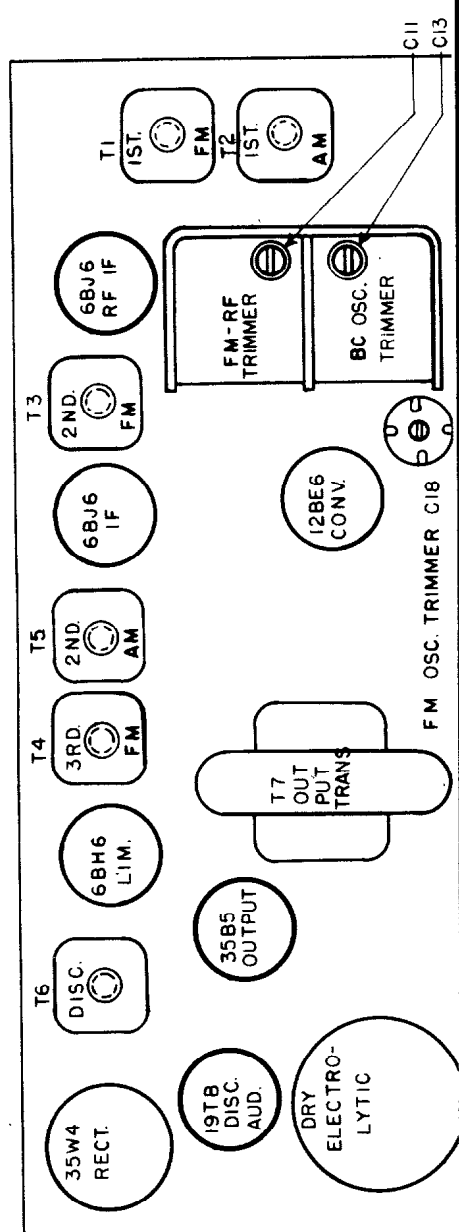 T6
T4
T5
T3
T1
35W4
RECT.
DISC.
6BH6
LIM.
3RD.
FM
2ND.
AM
6BJ6
IF
2ND.
FM
6BJ6
RF IF
1ST.
FM
T2
1ST.
AM
19T8
DISC.
AUD.
35B5
OUTPUT
T7
OUT
PUT
TRANS
12BE6
CONV.
FM-RF
TRIMMER
BC OSC.
TRIMMER
DRY
ELECTRO-
LYTIC
FM OSC. TRIMMER C18
C11
C13